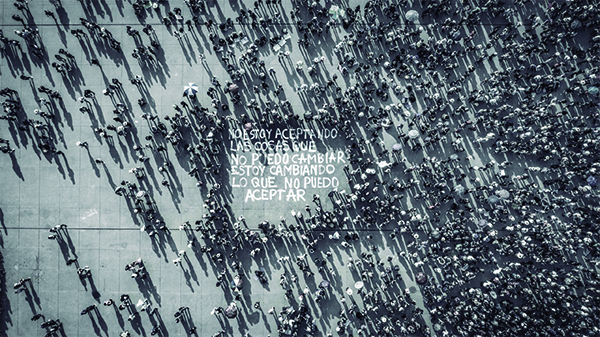 NO ESTOY ACEPTANDO
LAS COSAS QUE
NO PUEDO CAMBIAR
ESTOY CAMBIANDO
LO QUE NO PUEDO
ACEPTAR